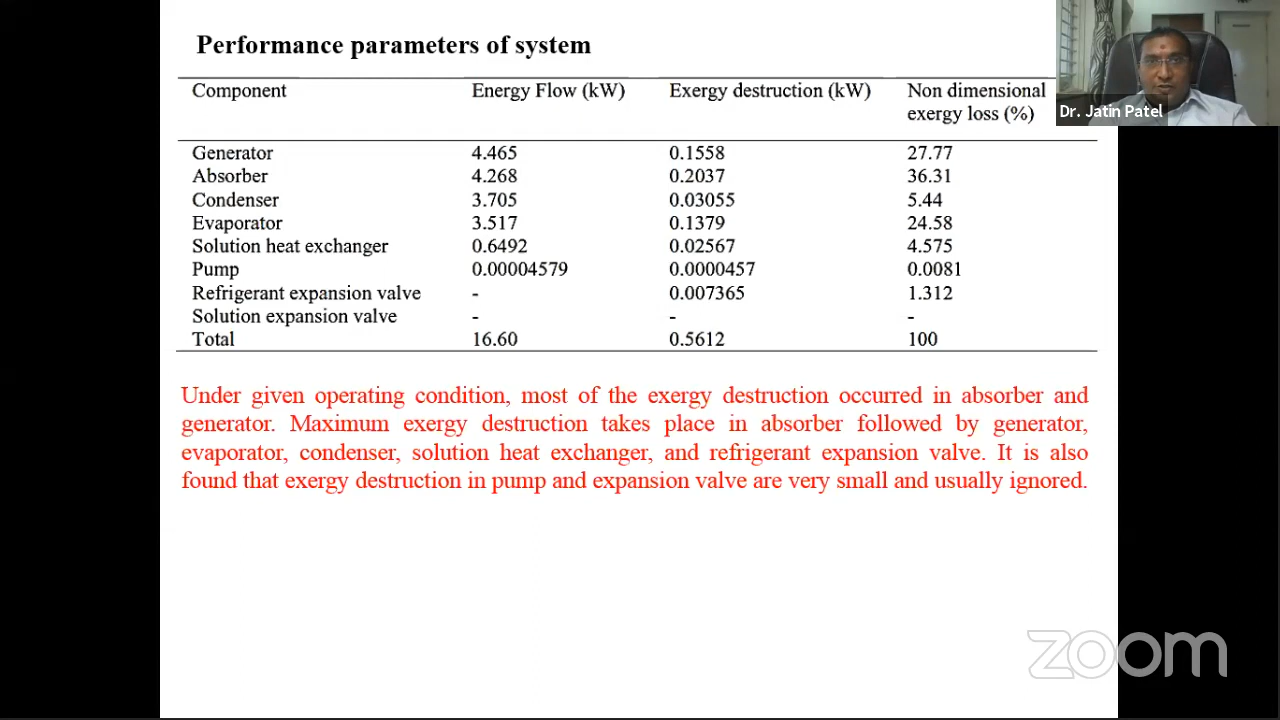 Performance parameters of system
Component Energy Flow (kW) Exergy destruction (kW) Non dimensional exergy loss (%)
Generator 4.465 0.1558 27.77
Absorber 4.268 0.2037 36.31
Condenser 3.705 0.03055 5.44
Evaporator 3.517 0.1379 24.58
Solution heat exchanger 0.6492 0.02567 4.575
Pump 0.00004579 0.0000457 0.0081
Refrigerant expansion valve - 0.007365 1.312
Solution expansion valve - - -
Total 16.60 0.5612 100
Under given operating condition, most of the exergy destruction occurred in absorber and
generator. Maximum exergy destruction takes place in absorber followed by generator,
evaporator, condenser, solution heat exchanger, and refrigerant expansion valve. It is also
found that exergy destruction in pump and expansion valve are very small and usually ignored.
Dr. Jatin Patel
zoom